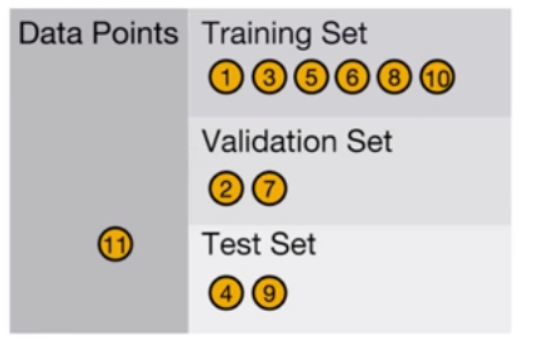 Data Points
11
Training Set
1 3 5 6 8 10
Validation Set
2 7
Test Set
4 9